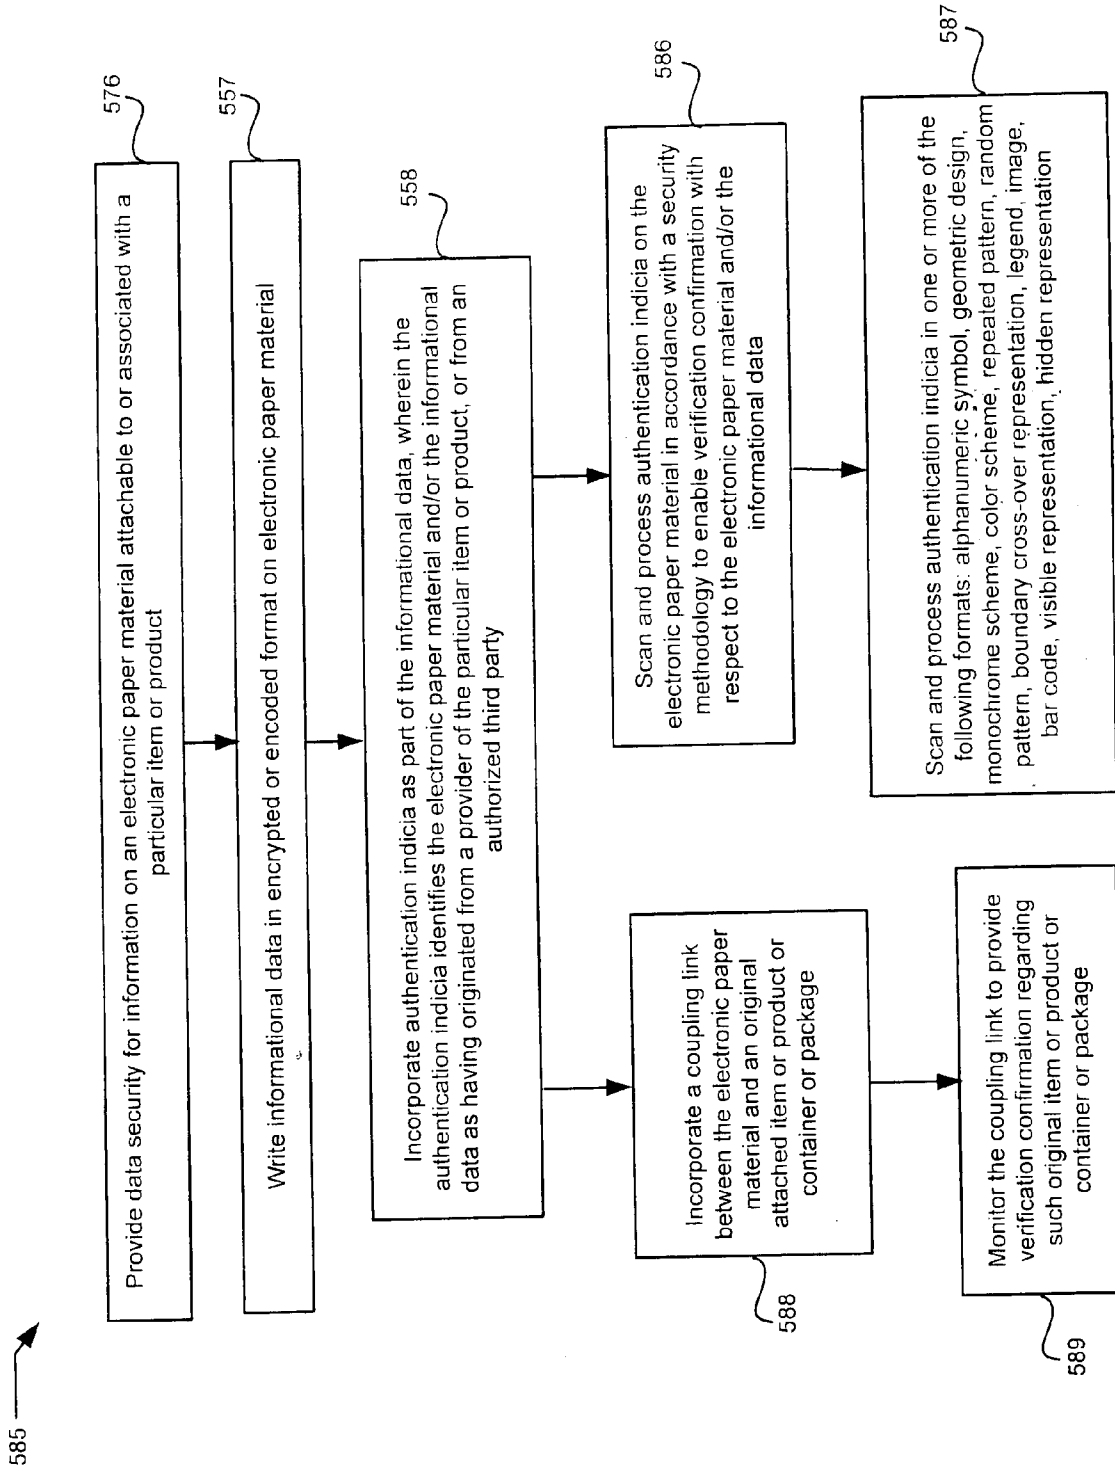 585
576
Provide data security for information on an electronic paper material attachable to or associated with a
particular item or product
557
Write informational data in encrypted or encoded format on electronic paper material
558
Incorporate authentication indicia as part of the informational data, wherein the
authentication indicia identifies the electronic paper material and/or the informational
data as having originated from a provider of the particular item or product, or from an
authorized third party
588
Incorporate a coupling link
between the electronic paper
material and an original
attached item or product or
container or package
586
Scan and process authentication indicia on the
electronic paper material in accordance with a security
methodology to enable verification confirmation with
respect to the electronic paper material and/or the
informational data
589
Monitor the coupling link to provide
verification confirmation regarding
such original item or product or
container or package
587
Scan and process authentication indicia in one or more of the
following formats: alphanumeric symbol, geometric design,
monochrome scheme, color scheme, repeated pattern, random
pattern, boundary cross-over representation, legend, image,
bar code, visible representation, hidden representation